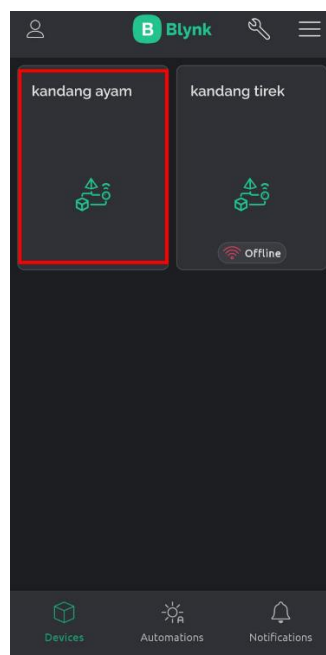 B Blynk
kandang ayam
kandang tirek
Offline
A
Devices
Automations
Notifications